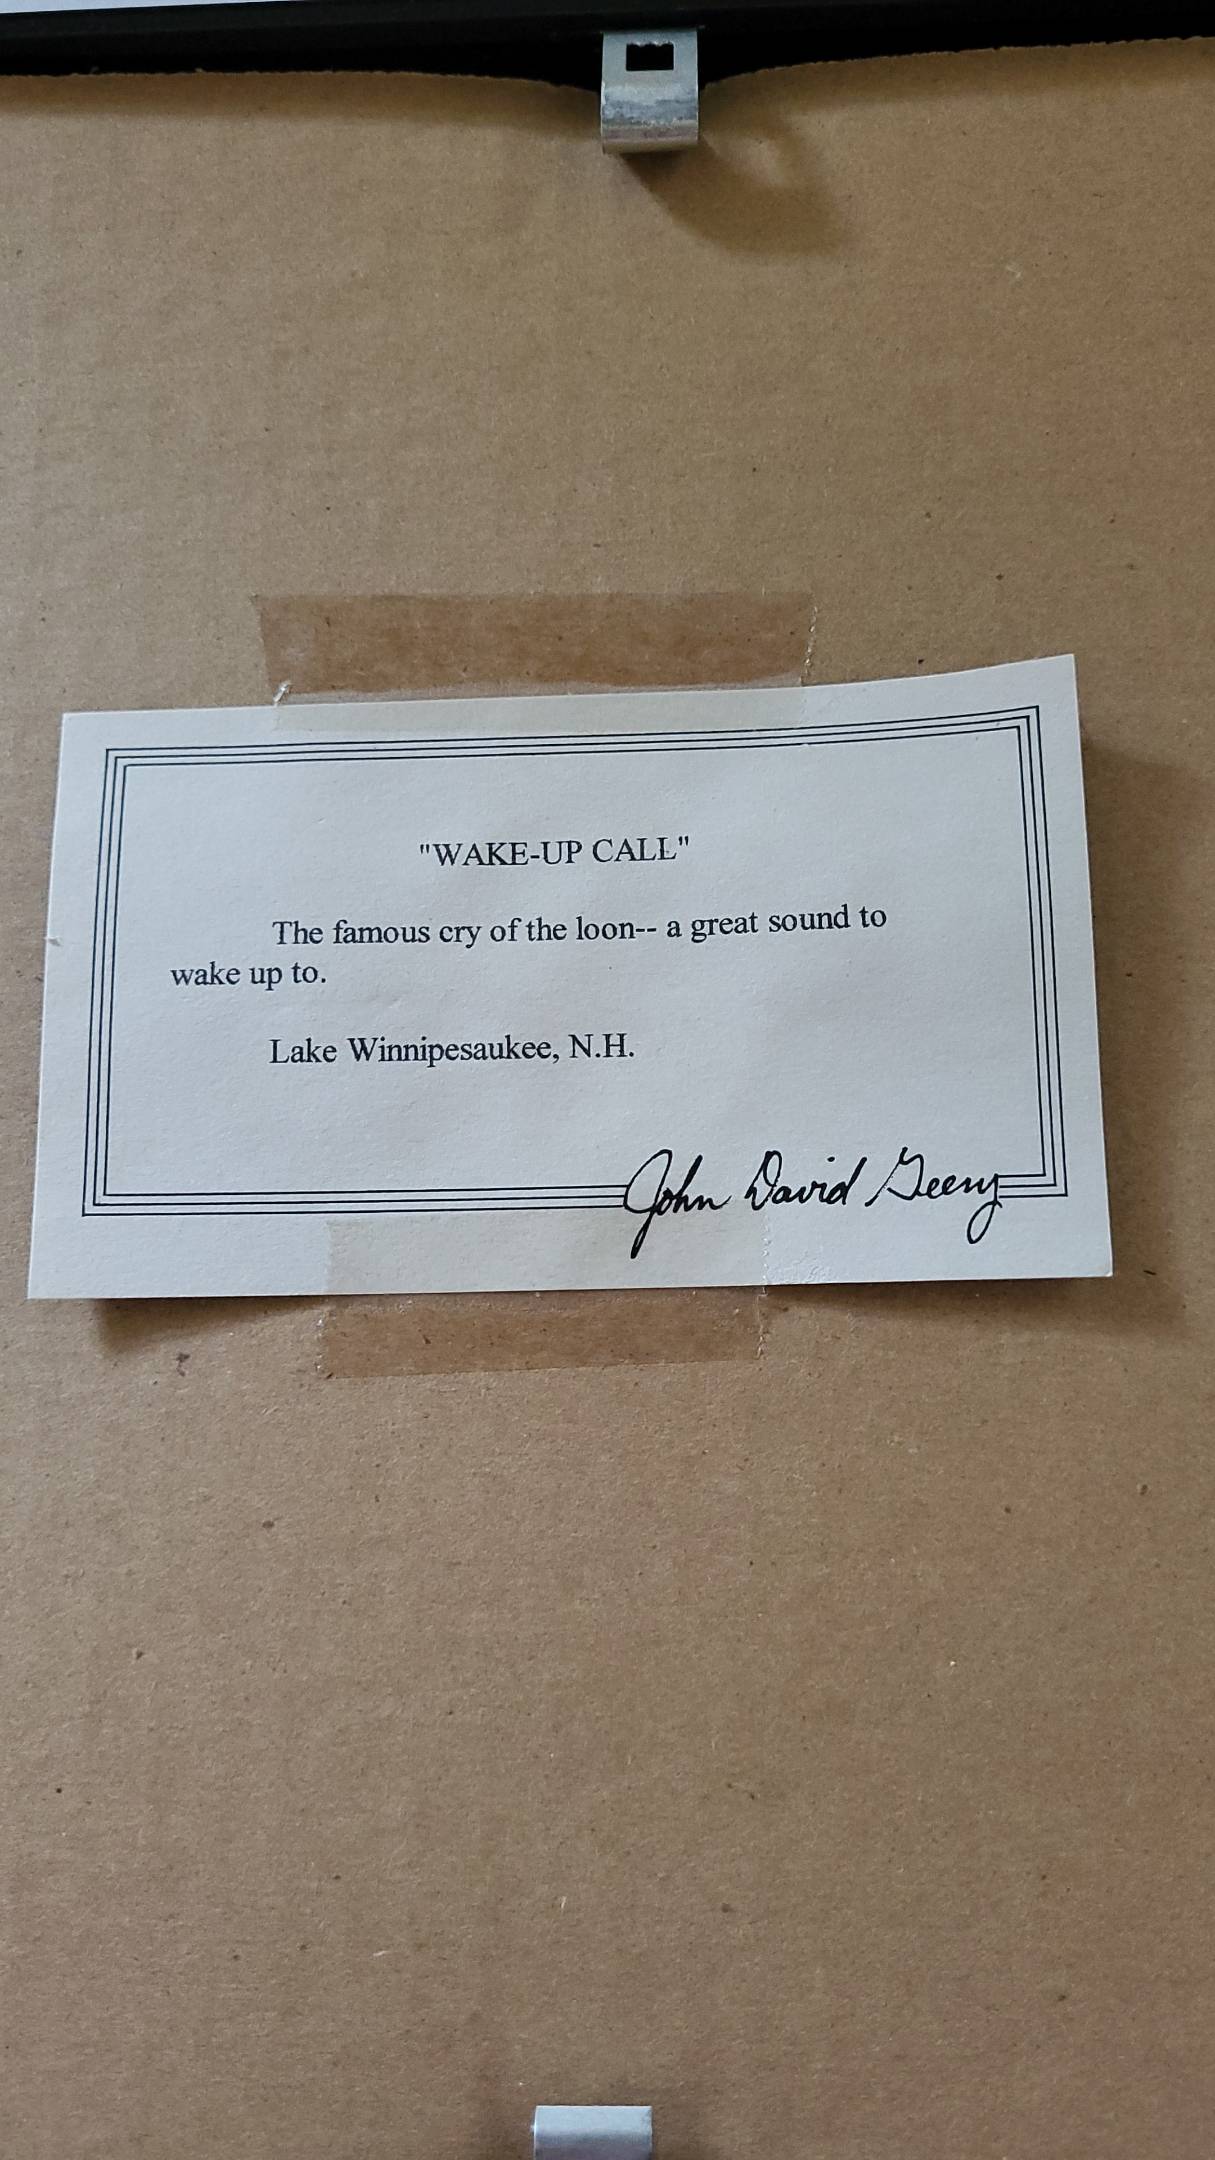 "WAKE-UP CALL"
The famous cry of the loon-- a great sound to
wake up to.
Lake Winnipesaukee, N.H.
John David Geery